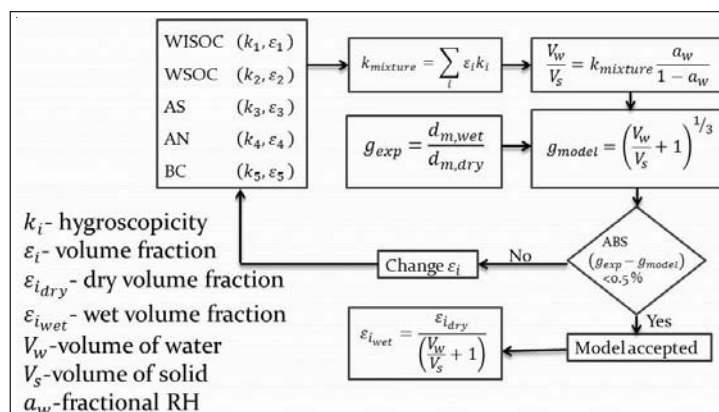 WISOC (k₁, ε₁)
WSOC (k₂, ε₂)
AS (k₃, ε₃)
AN (k₄, ε₄)
BC (k₅, ε₅)
k_mixture = ∑_i ε_i k_i
V_w/V_s = k_mixture a_w/(1 − a_w)
g_exp = d_m,wet/d_m,dry
g_model = (V_w/V_s + 1)^1/3
ABS
(g_exp − g_model)
<0.5%
No
Change ε_i
Yes
Model accepted
ε_i_wet = ε_i_dry/(V_w/V_s + 1)
k_i- hygroscopicity
ε_i- volume fraction
ε_i_dry- dry volume fraction
ε_i_wet- wet volume fraction
V_w-volume of water
V_s-volume of solid
a_w-fractional RH